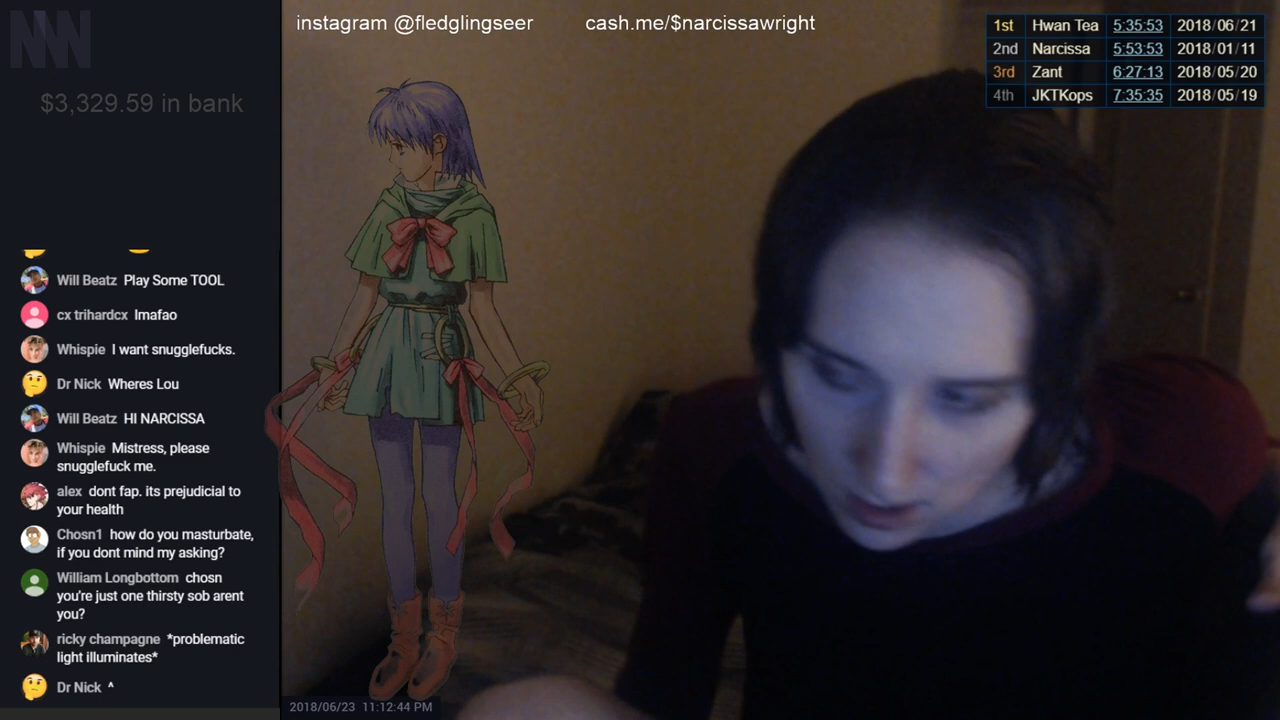 NNN
$3,329.59 in bank
Will Beatz Play Some TOOL
cx trihardcx lmafao
Whispie I want snugglefucks.
Dr Nick Wheres Lou
Will Beatz HI NARCISSA
Whispie Mistress, please
snugglefuck me.
alex dont fap. its prejudicial to
your health
Chosn1 how do you masturbate,
if you dont mind my asking?
William Longbottom chosn
you're just one thirsty sob arent
you?
ricky champagne *problematic
light illuminates*
Dr Nick ^
instagram @fledglingseer cash.me/$narcissawright
1st Hwan Tea 5:35:53 2018/06/21
2nd Narcissa 5:53:53 2018/01/11
3rd Zant 6:27:13 2018/05/20
4th JKTKops 7:35:35 2018/05/19
2018/06/23 11:12:44 PM